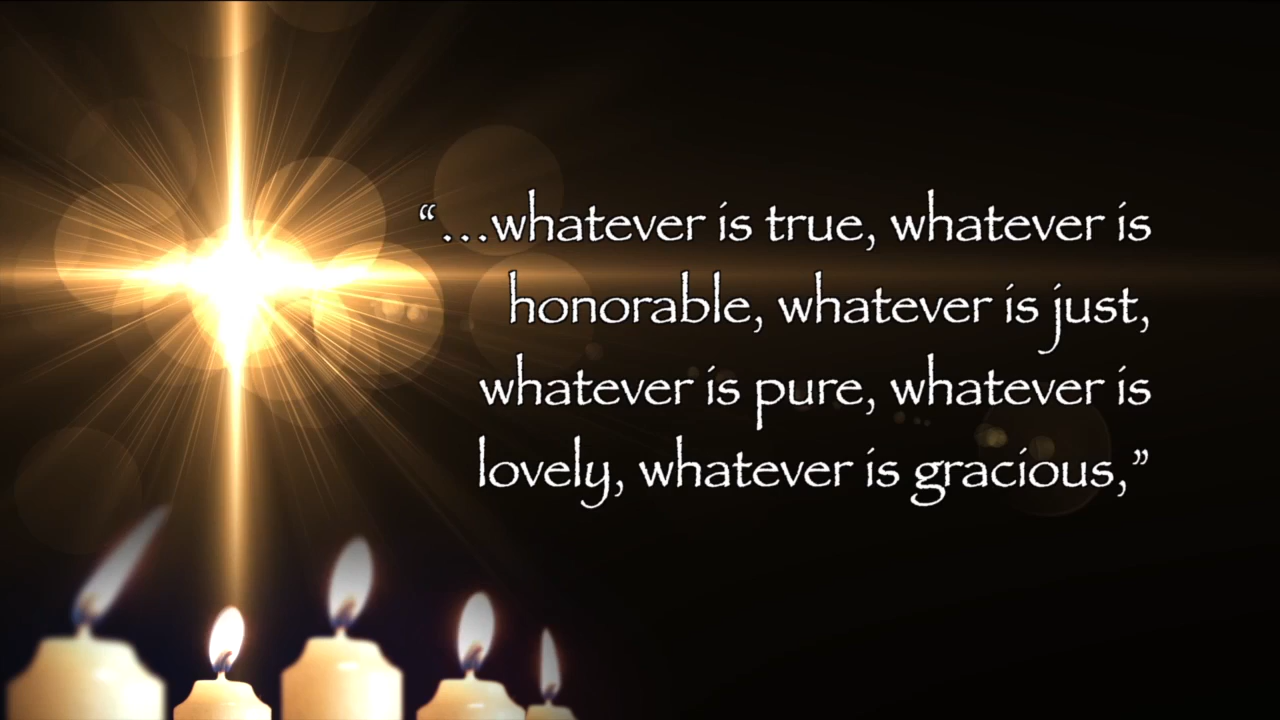 “…whatever is true, whatever is
honorable, whatever is just,
whatever is pure, whatever is
lovely, whatever is gracious,”